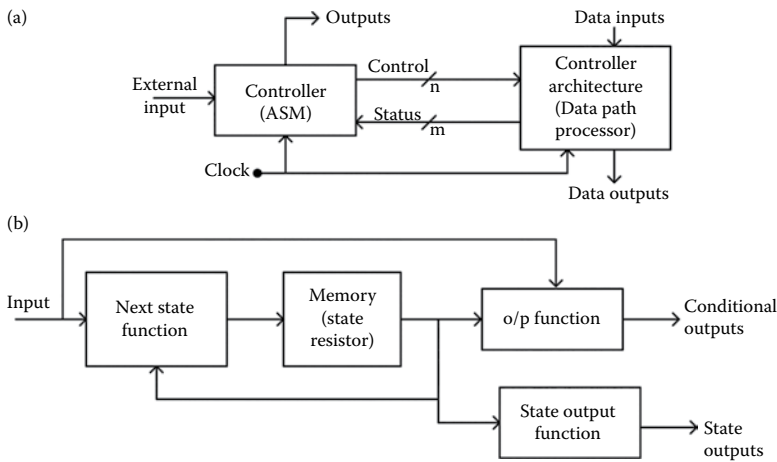 (a)
Outputs
Data inputs
External
input
Controller
(ASM)
Control
n
Status
m
Controller
architecture
(Data path
processor)
Clock
Data outputs
(b)
Input
Next state
function
Memory
(state
resistor)
o/p function
Conditional
outputs
State output
function
State
outputs